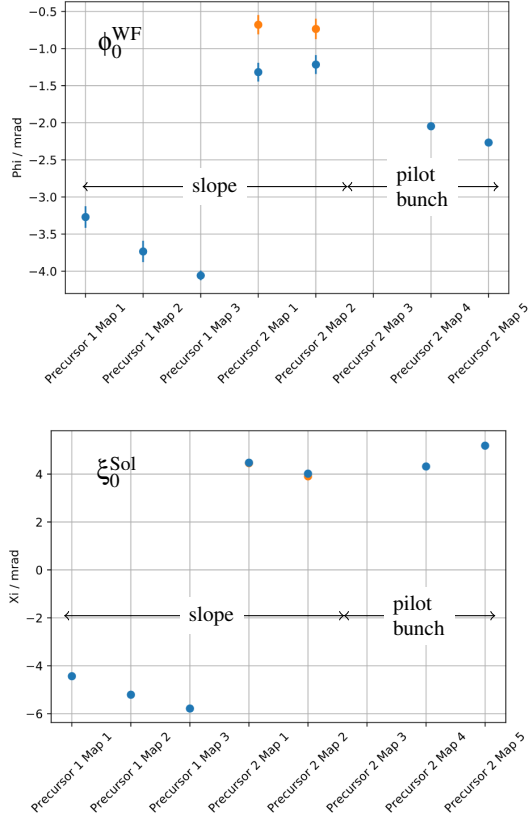 −0.5
ϕ₀^WF
−1.0
−1.5
−2.0
−2.5
Phi / mrad
slope
pilot
bunch
−3.0
−3.5
−4.0
Precursor 1 Map 1
Precursor 1 Map 2
Precursor 1 Map 3
Precursor 2 Map 1
Precursor 2 Map 2
Precursor 2 Map 3
Precursor 2 Map 4
Precursor 2 Map 5
ξ₀^Sol
4
2
0
Xi / mrad
−2
slope
pilot
bunch
−4
−6
Precursor 1 Map 1
Precursor 1 Map 2
Precursor 1 Map 3
Precursor 2 Map 1
Precursor 2 Map 2
Precursor 2 Map 3
Precursor 2 Map 4
Precursor 2 Map 5